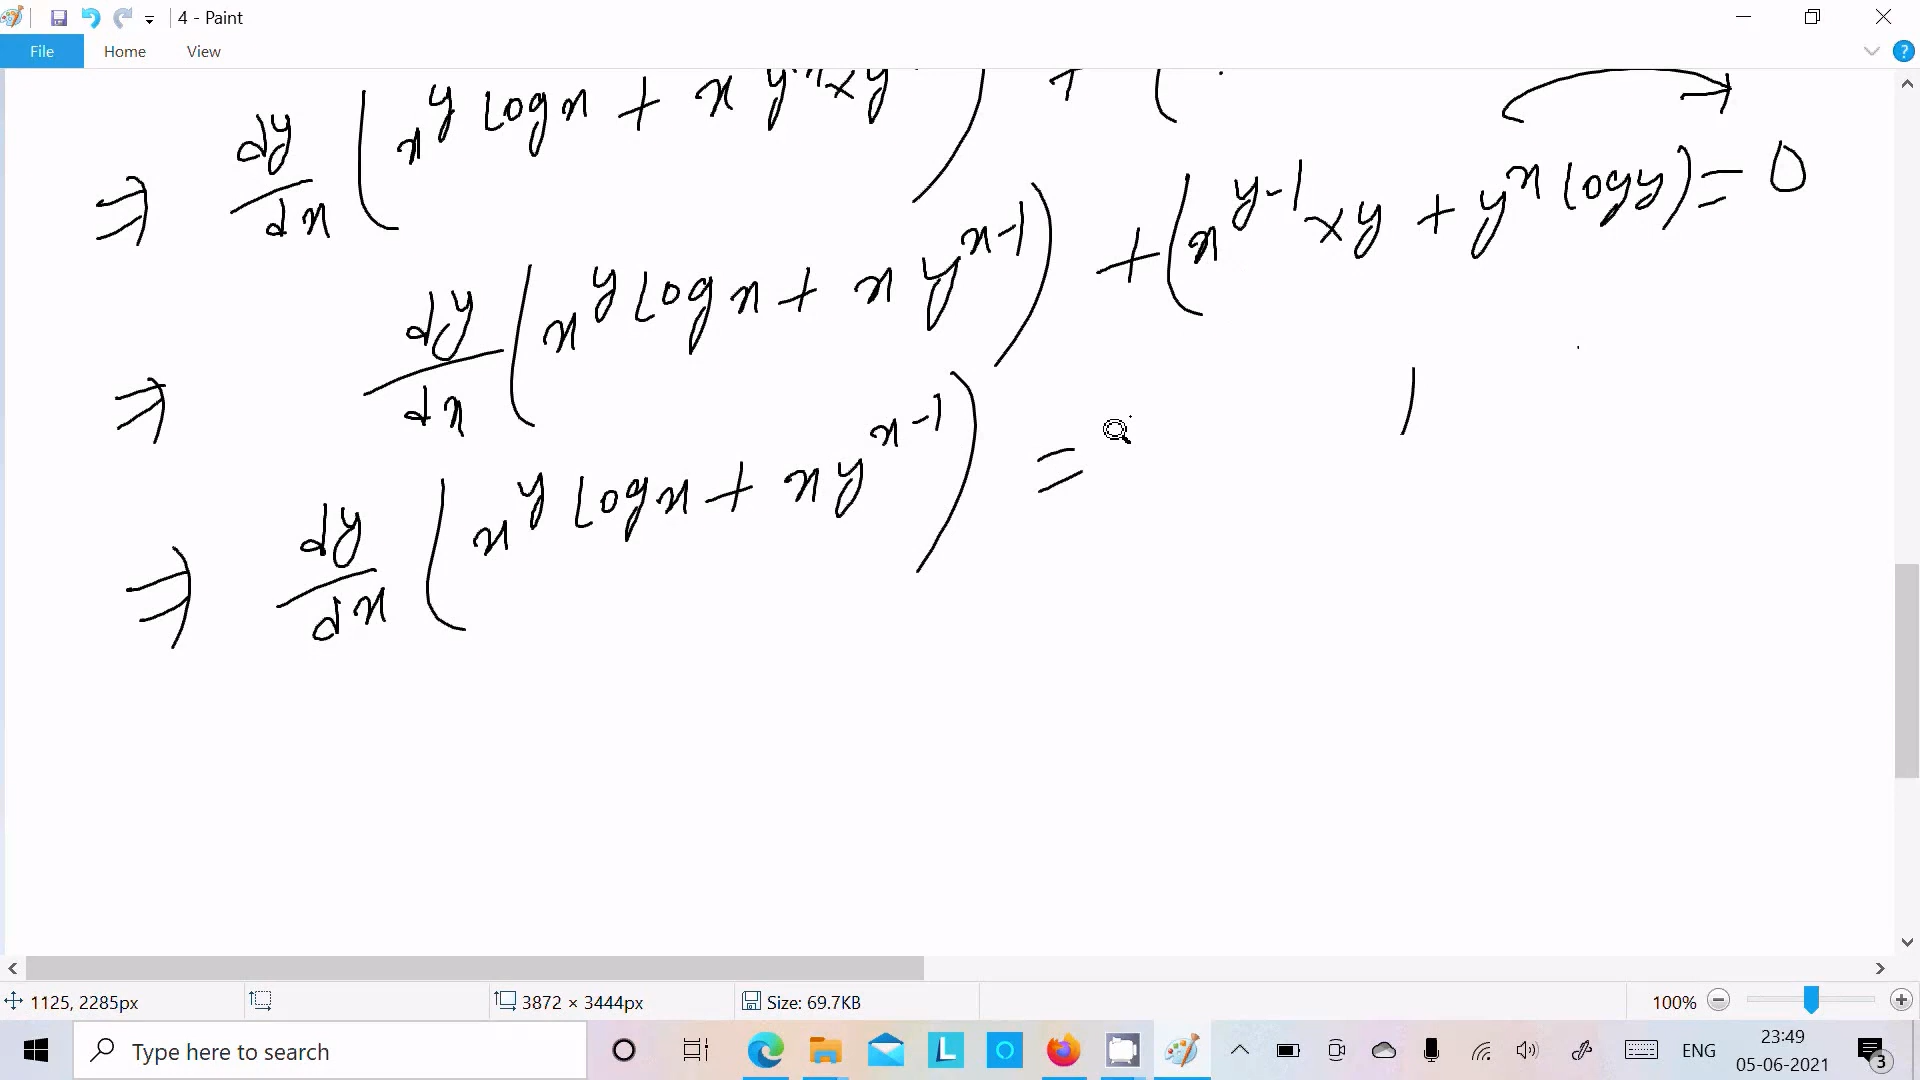 4 - Paint
File Home View
⇒ dy/dx (x^y log x + x y^x × y
⇒ dy/dx (x^y log x + x y^(x-1)) + (x^(y-1) × y + y^x log y) = 0
⇒ dy/dx (x^y log x + x y^(x-1)) =
1125, 2285px 3872 × 3444px Size: 69.7KB 100%
Type here to search
ENG 23:49
05-06-2021 3